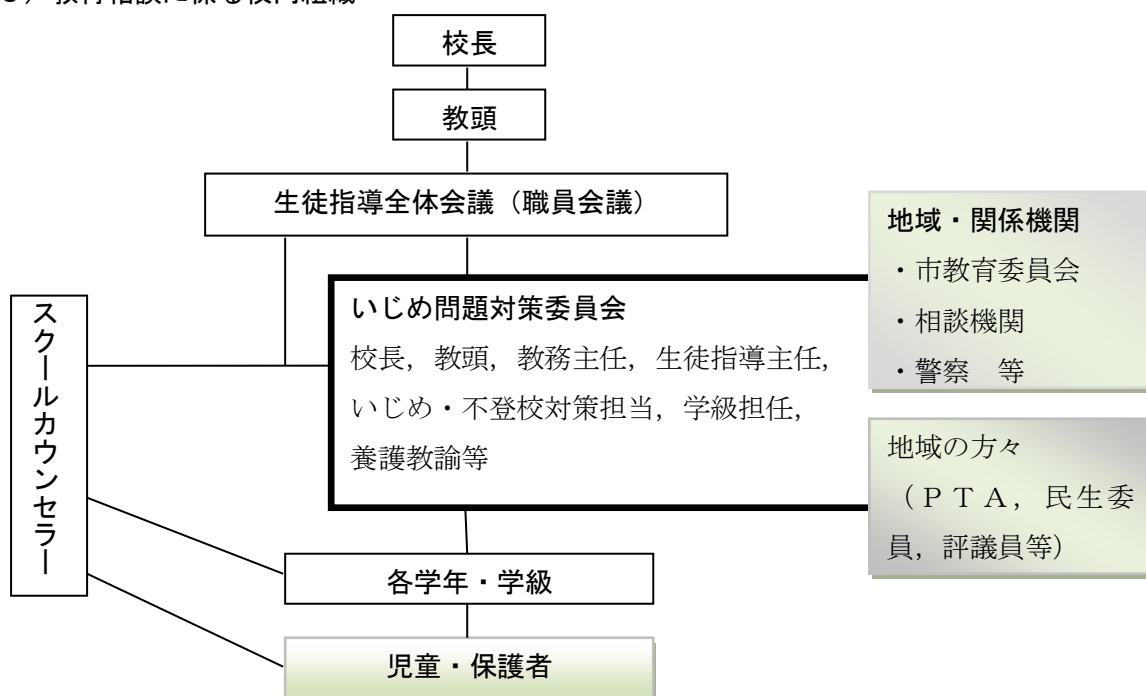 校長
教頭
生徒指導全体会議（職員会議）
地域・関係機関
・市教育委員会
・相談機関
・警察　等
スクールカウンセラー
いじめ問題対策委員会
校長，教頭，教務主任，生徒指導主任，
いじめ・不登校対策担当，学級担任，
養護教諭等
地域の方々
（ＰＴＡ，民生委
員，評議員等）
各学年・学級
児童・保護者